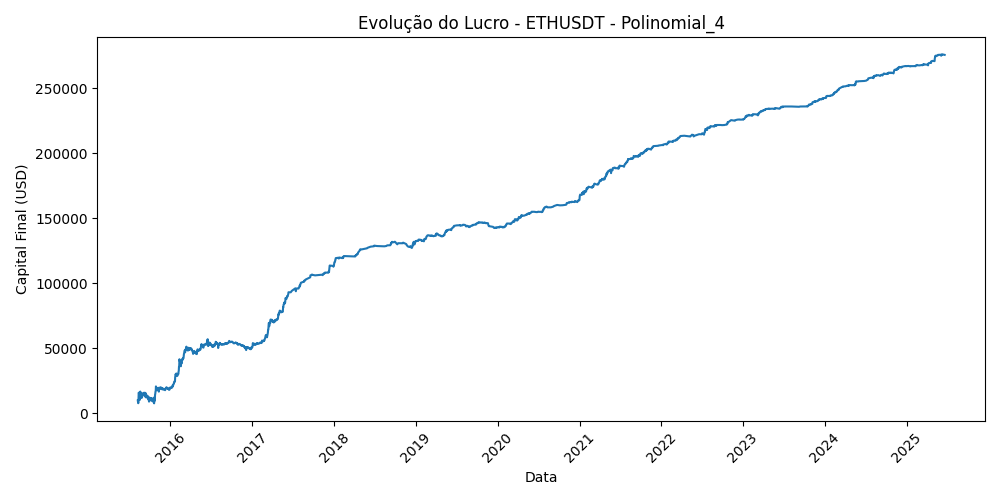 Evolução do Lucro - ETHUSDT - Polinomial_4
Capital Final (USD)
250000
200000
150000
100000
50000
0
2016 2017 2018 2019 2020 2021 2022 2023 2024 2025
Data